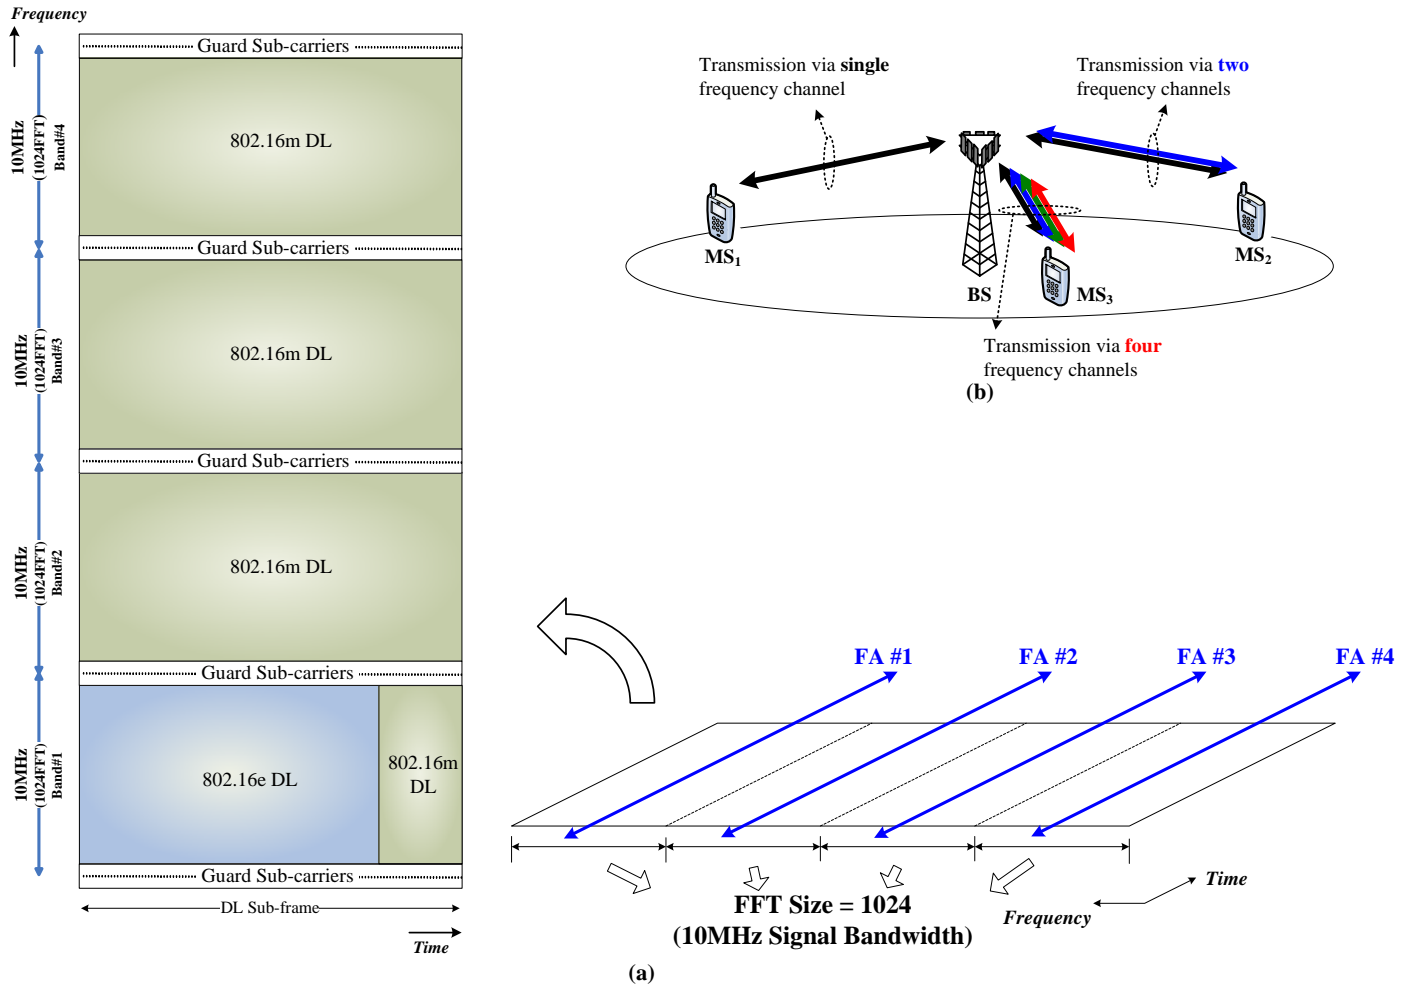 Frequency
Guard Sub-carriers
10MHz
(1024FFT)
Band#4
802.16m DL
Guard Sub-carriers
10MHz
(1024FFT)
Band#3
802.16m DL
Guard Sub-carriers
10MHz
(1024FFT)
Band#2
802.16m DL
Guard Sub-carriers
10MHz
(1024FFT)
Band#1
802.16e DL
802.16m
DL
Guard Sub-carriers
DL Sub-frame
Time
Transmission via single
frequency channel
Transmission via two
frequency channels
MS1
BS
MS3
MS2
Transmission via four
frequency channels
(b)
FA #1
FA #2
FA #3
FA #4
FFT Size = 1024
(10MHz Signal Bandwidth)
Time
Frequency
(a)